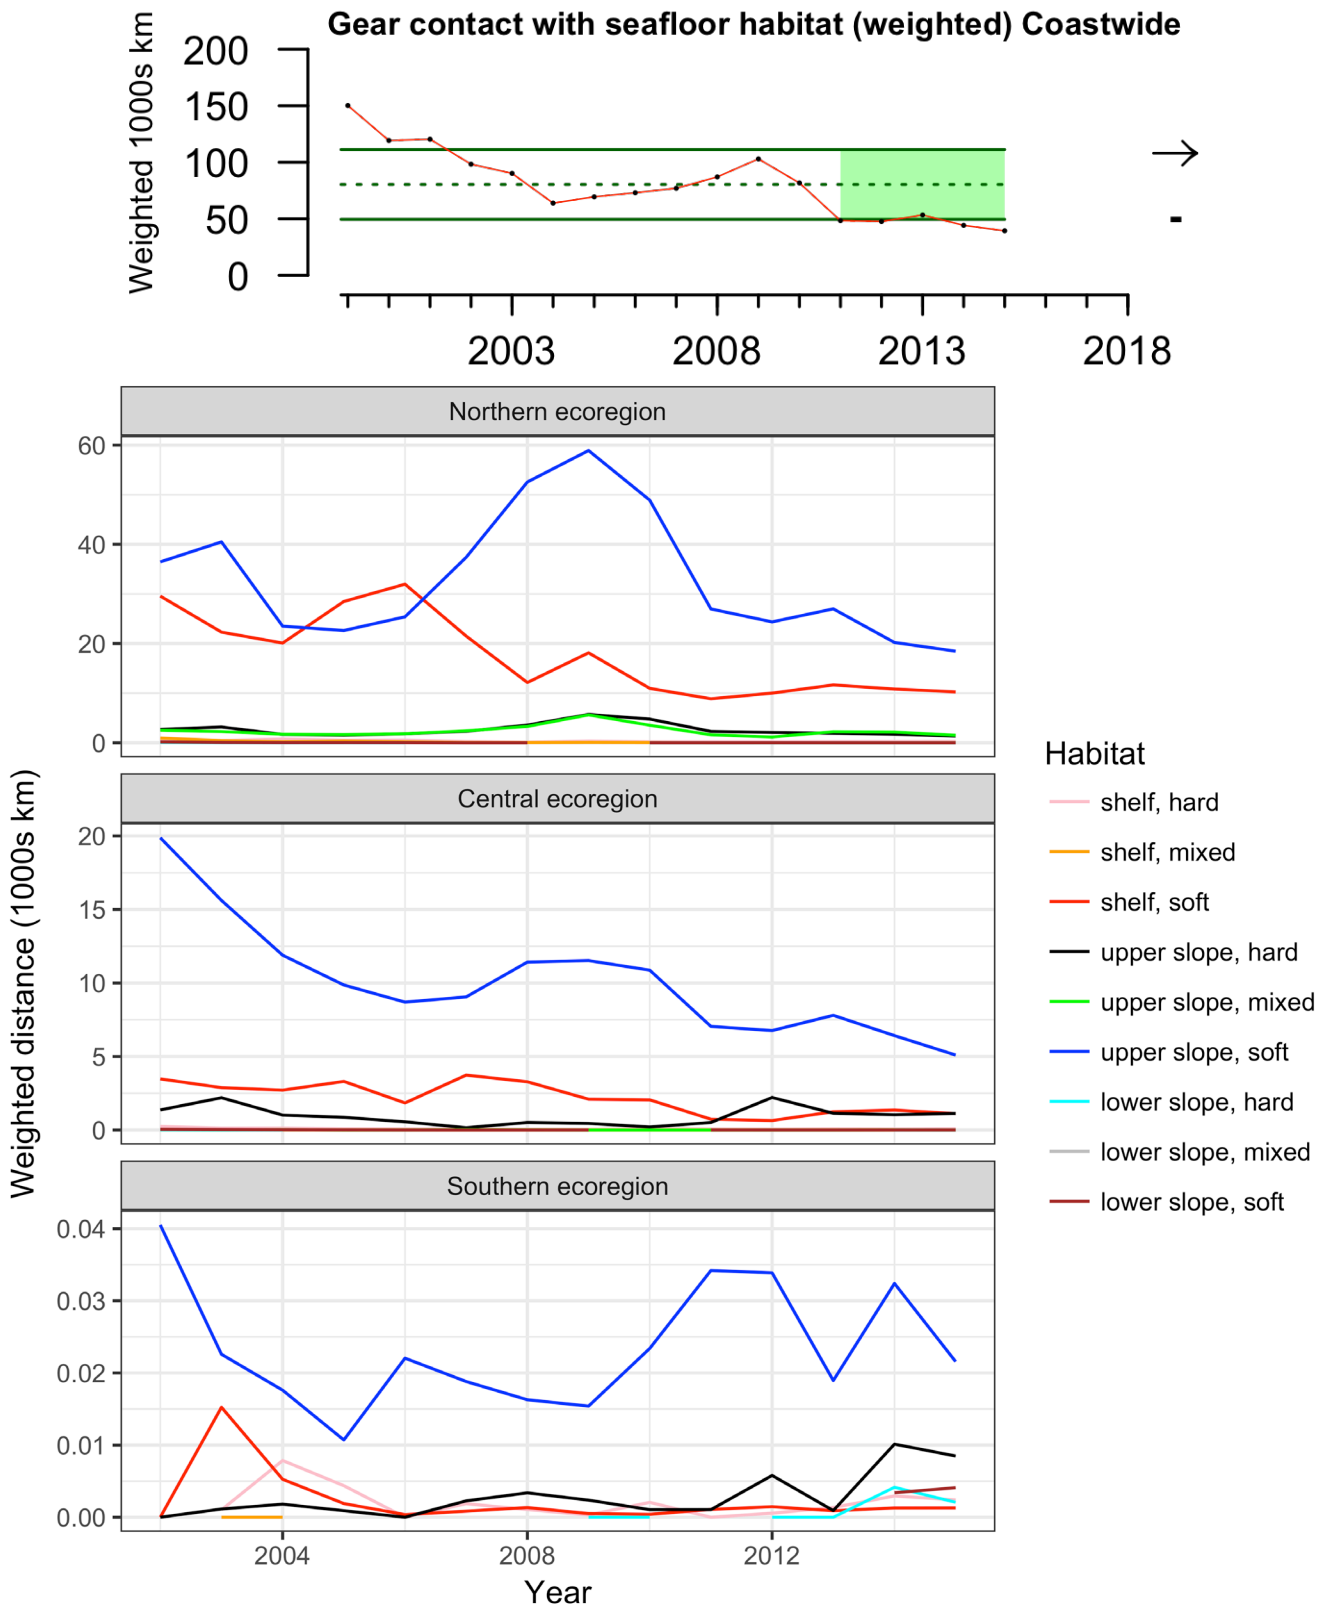 Gear contact with seafloor habitat (weighted) Coastwide
Weighted 1000s km
200
150
100
50
0
-
2003 2008 2013 2018
Northern ecoregion
60
40
20
0
Central ecoregion
20
15
10
5
0
Southern ecoregion
0.04
0.03
0.02
0.01
0.00
2004 2008 2012
Year
Weighted distance (1000s km)
Habitat
shelf, hard
shelf, mixed
shelf, soft
upper slope, hard
upper slope, mixed
upper slope, soft
lower slope, hard
lower slope, mixed
lower slope, soft